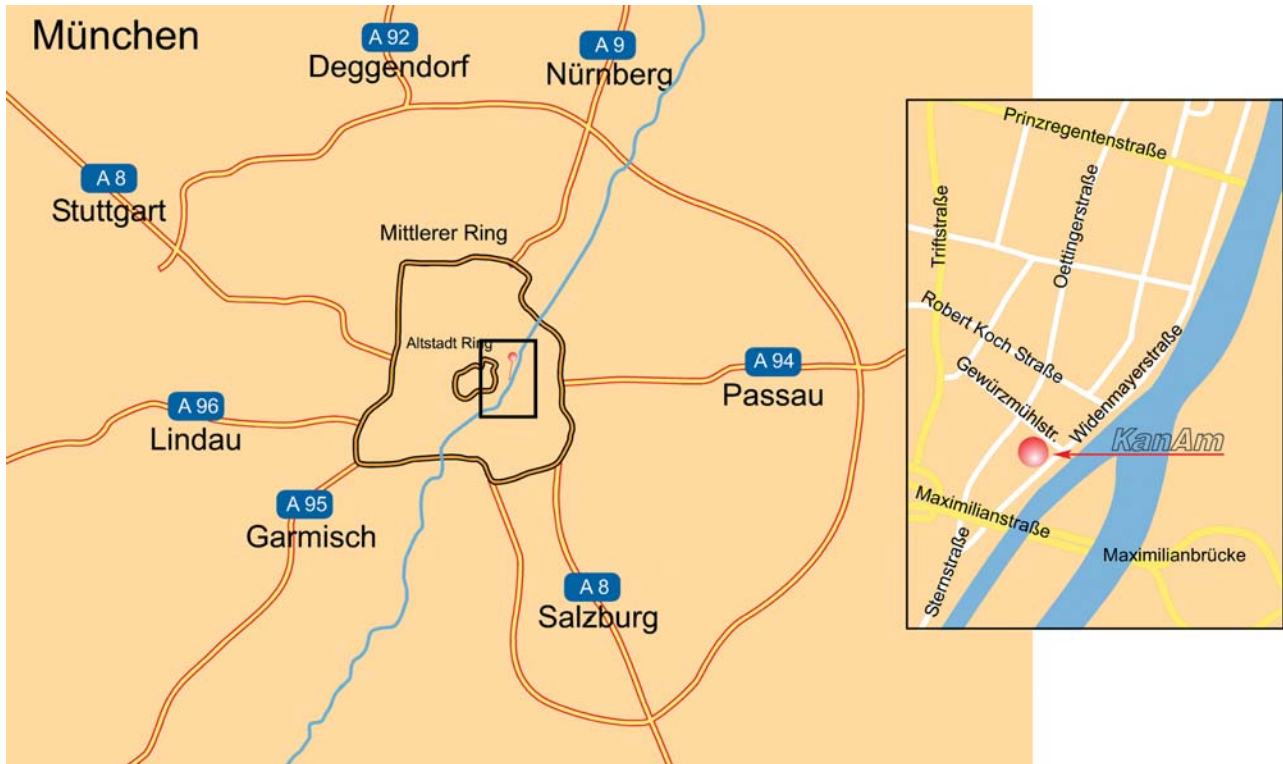 München
A 92
Deggendorf
A 9
Nürnberg
A 8
Stuttgart
Mittlerer Ring
Altstadt Ring
A 94
Passau
A 96
Lindau
A 95
Garmisch
A 8
Salzburg
Prinzregentenstraße
Triftstraße
Oettingerstraße
Robert Koch Straße
Gewürzmühlstr.
Widenmayerstraße
KanAm
Maximilianstraße
Maximilianbrücke
Sternstraße